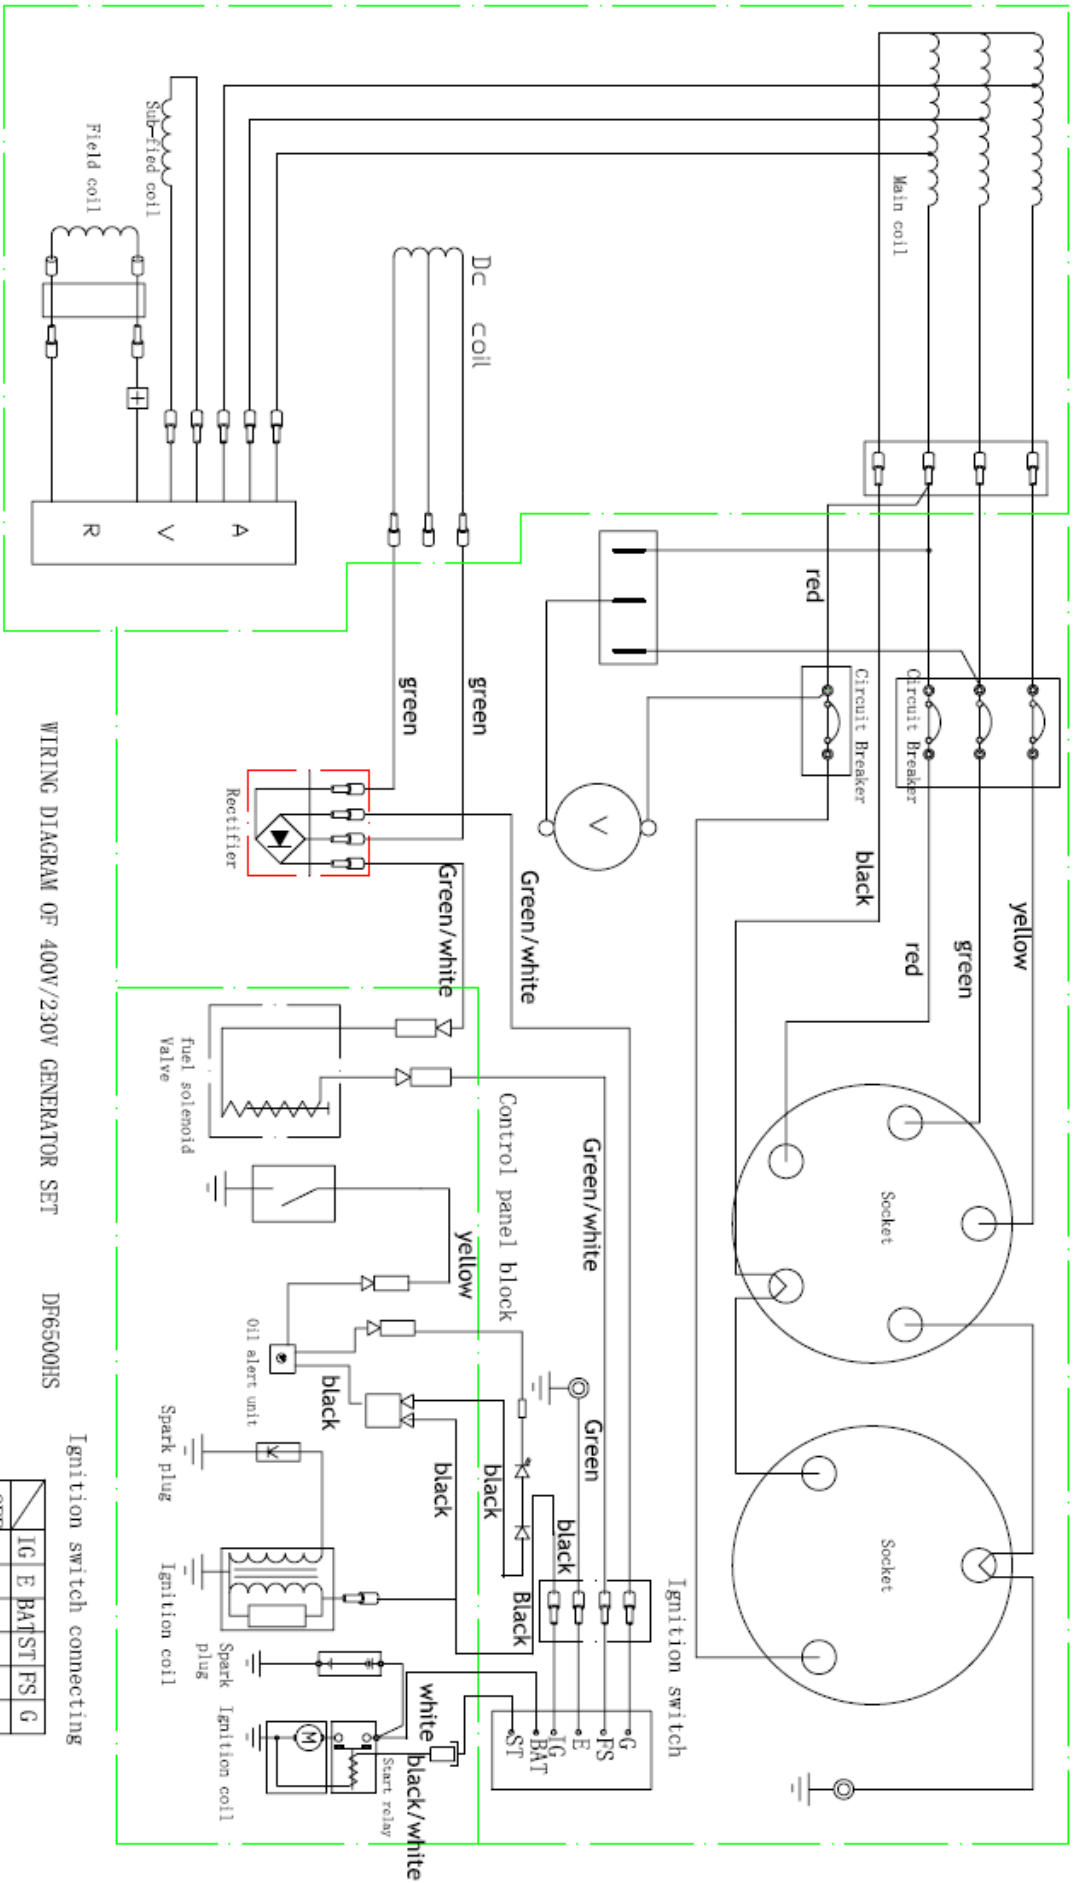 Main coil
Sub-fied coil
Field coil
Dc coil
A
V
R
red
green
green
Circuit Breaker
Circuit Breaker
V
black
yellow
green
red
Rectifier
Green/white
Green/white
WIRING DIAGRAM OF 400V/230V GENERATOR SET DF6500HS
fuel solenoid
Valve
Control panel block
Green/white
yellow
Socket
Socket
Oil alert unit
black
Green
black
black
black
Black
Spark plug
Ignition coil
Ignition switch
G
FS
E
IG
BAT
ST
Spark
plug
Ignition coil
Start relay
white
black/white
Ignition switch connecting
IG E BAT ST FS G